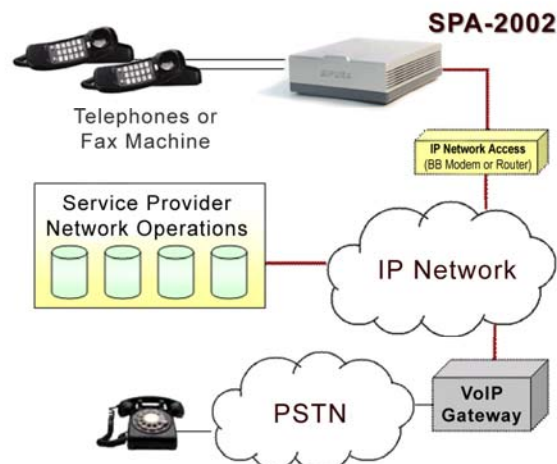 SPA-2002
SIPURA
Telephones or
Fax Machine
IP Network Access
(BB Modem or Router)
Service Provider
Network Operations
IP Network
VoIP
Gateway
PSTN